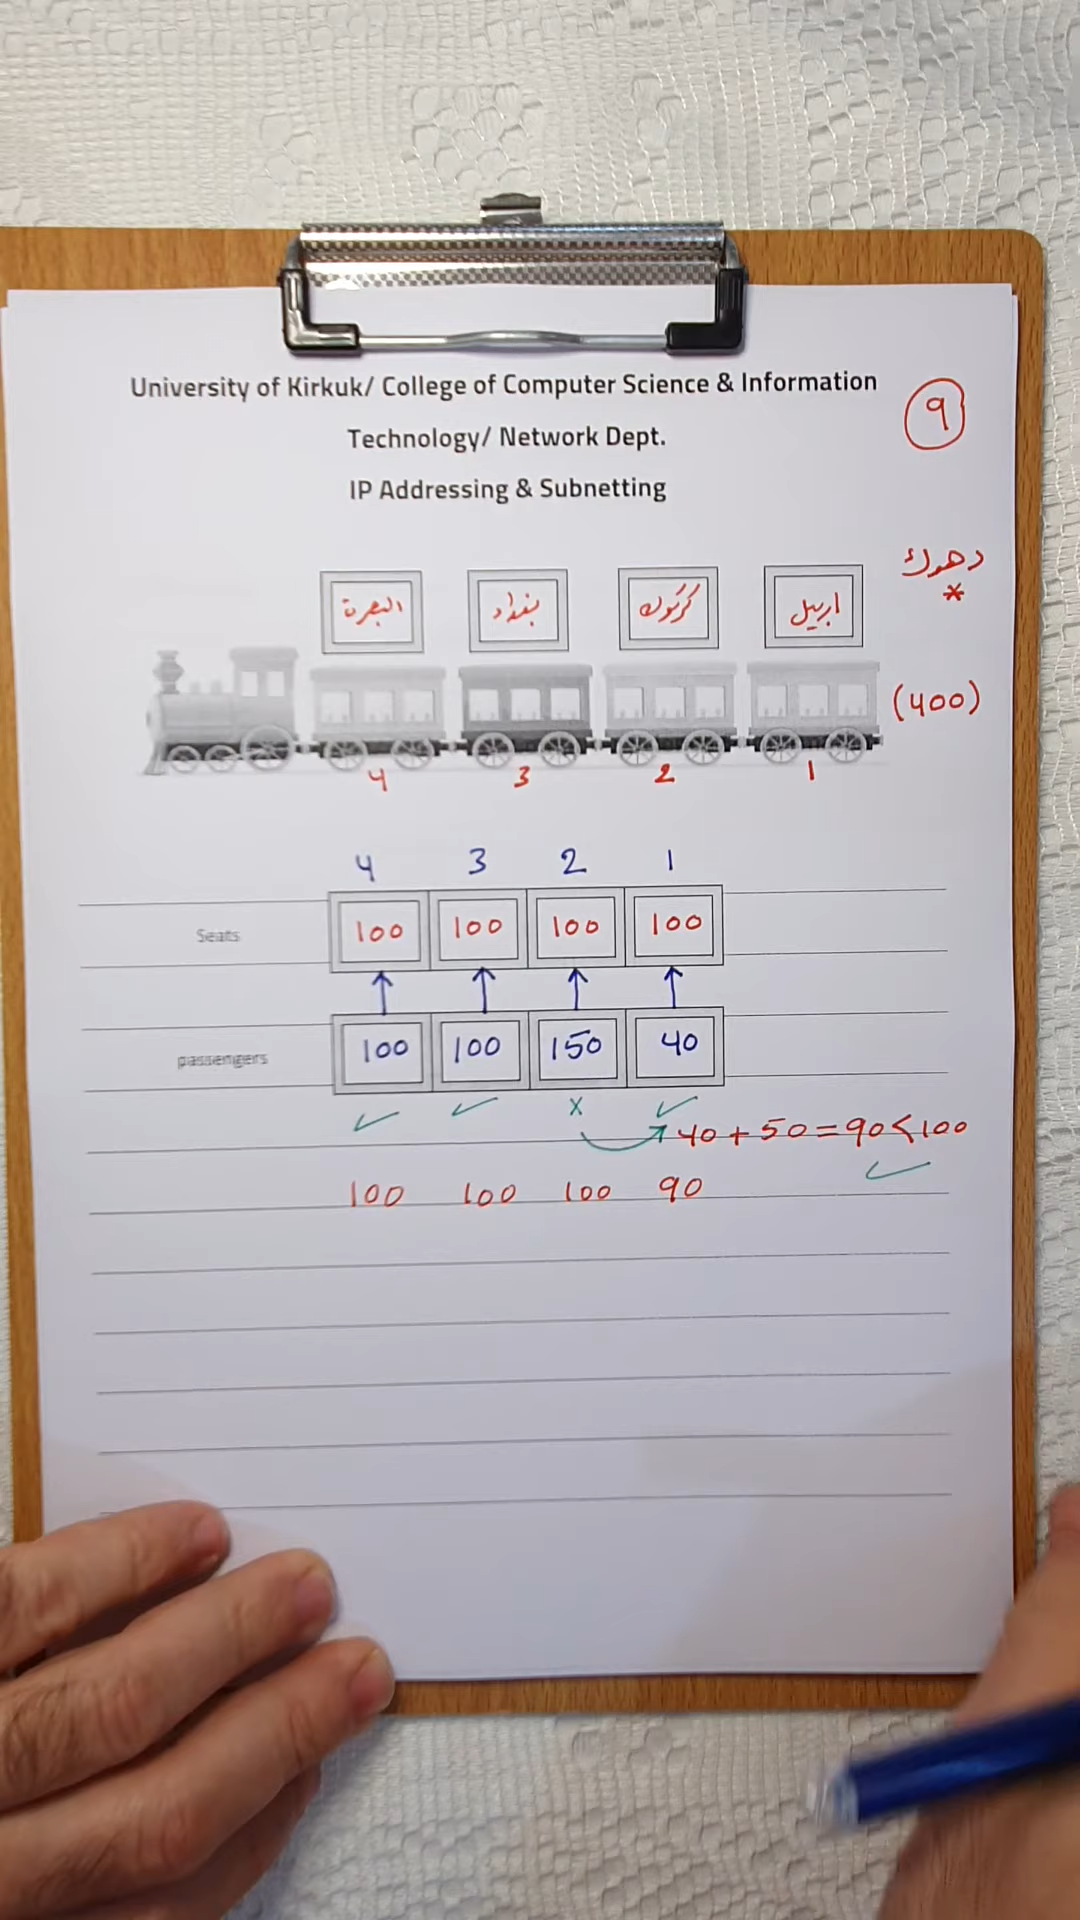 University of Kirkuk/ College of Computer Science & Information
Technology/ Network Dept.
IP Addressing & Subnetting
9
دهوك
*
البصرة بغداد كركوك اربيل
(400)
4 3 2 1
4 3 2 1
Seats 100 100 100 100
passengers 100 100 150 40
✓ ✓ x ✓
40 + 50 = 90 < 100
✓
100 100 100 90